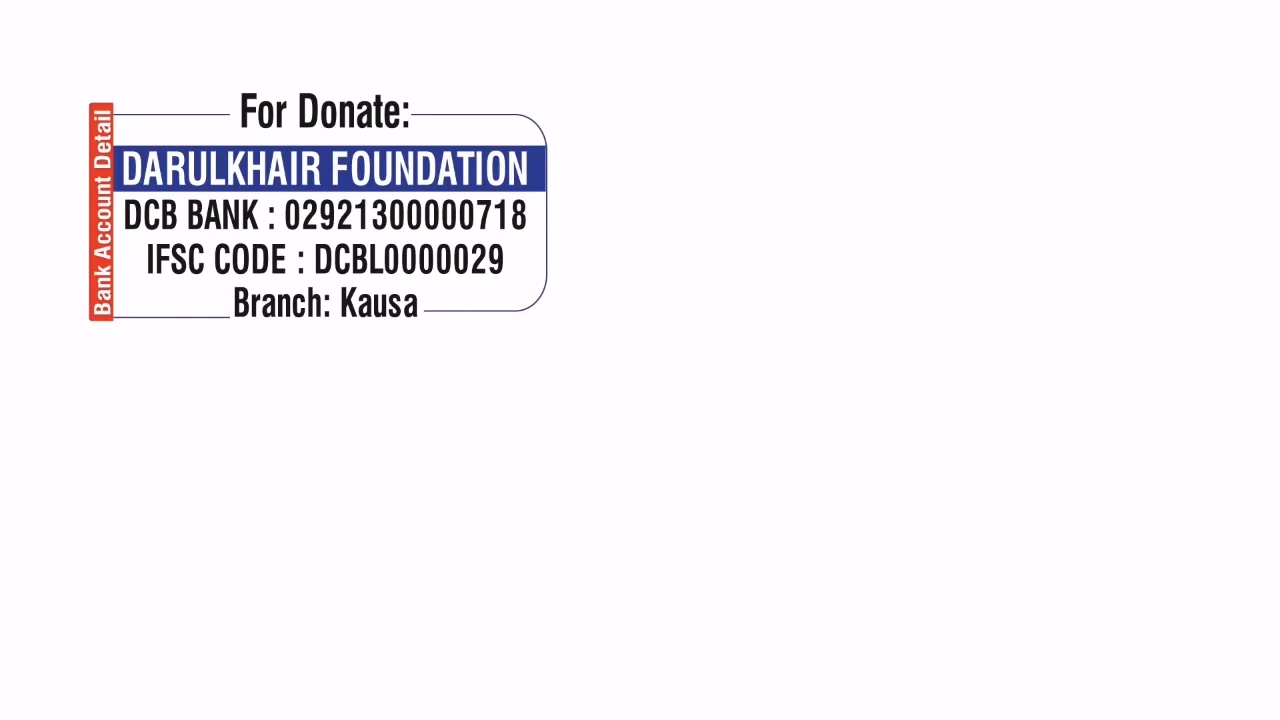 For Donate:
Bank Account Detail
DARULKHAIR FOUNDATION
DCB BANK : 02921300000718
IFSC CODE : DCBL0000029
Branch: Kausa